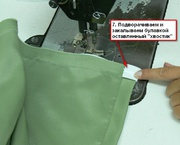 7. Подворачиваем и
закалываем булавкой
оставленный "хвостик"